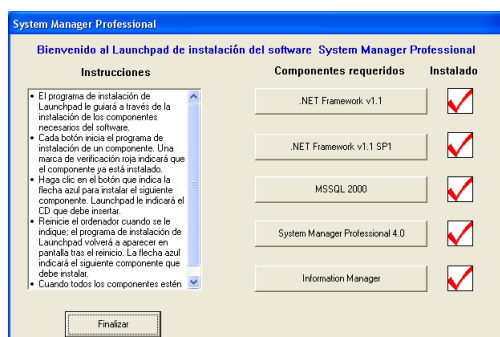 System Manager Professional
Bienvenido al Launchpad de instalación del software System Manager Professional
Instrucciones
• El programa de instalación de
Launchpad le guiará a través de la
instalación de los componentes
necesarios del software.
• Cada botón inicia el programa de
instalación de un componente. Una
marca de verificación roja indicará que
el componente ya está instalado.
• Haga clic en el botón que indica la
flecha azul para instalar el siguiente
componente. Launchpad le indicará el
CD que debe insertar.
• Reinicie el ordenador cuando se le
indique; el programa de instalación de
Launchpad volverá a aparecer en
pantalla tras el reinicio. La flecha azul
indicará el siguiente componente que
debe instalar.
• Cuando todos los componentes estén
Componentes requeridos
Instalado
.NET Framework v1.1
.NET Framework v1.1 SP1
MSSQL 2000
System Manager Professional 4.0
Information Manager
Finalizar